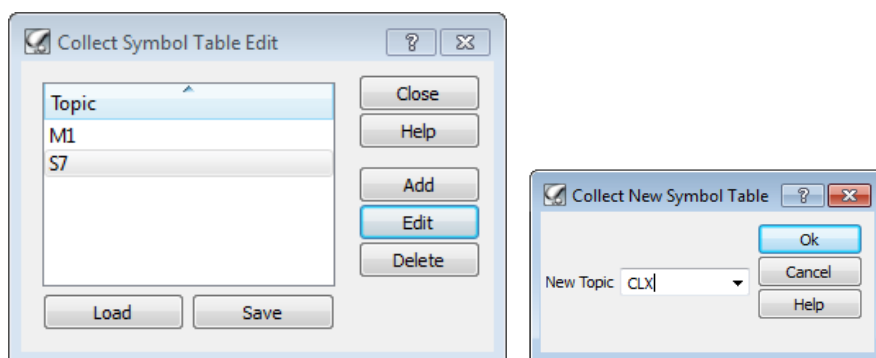 Collect Symbol Table Edit
?
Topic
M1
S7
Close
Help
Add
Edit
Delete
Load Save
Collect New Symbol Table
?
New Topic CLX
Ok
Cancel
Help